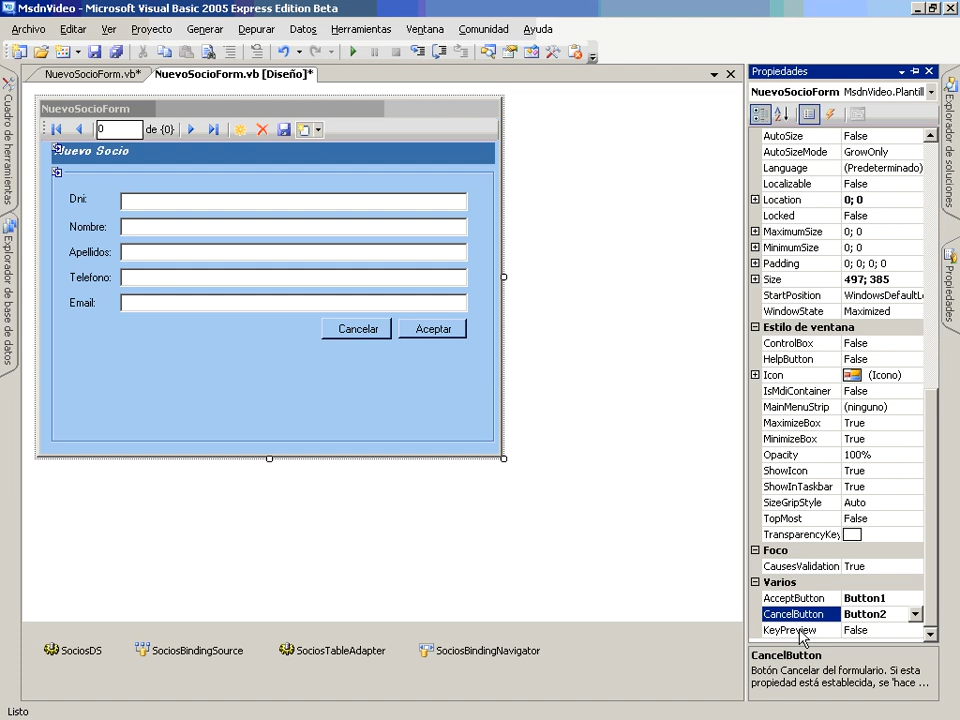 MsdnVideo - Microsoft Visual Basic 2005 Express Edition Beta
Archivo Editar Ver Proyecto Generar Depurar Datos Herramientas Ventana Comunidad Ayuda
NuevoSocioForm.vb* NuevoSocioForm.vb [Diseño]*
Cuadro de herramientas
Explorador de base de datos
NuevoSocioForm
0 de {0}
Nuevo Socio
Dni:
Nombre:
Apellidos:
Telefono:
Email:
Cancelar Aceptar
SociosDS SociosBindingSource SociosTableAdapter SociosBindingNavigator
Propiedades
NuevoSocioForm MsdnVideo.Plantill
AutoSize False
AutoSizeMode GrowOnly
Language (Predeterminado)
Localizable False
Location 0; 0
Locked False
MaximumSize 0; 0
MinimumSize 0; 0
Padding 0; 0; 0; 0
Size 497; 385
StartPosition WindowsDefaultLo
WindowState Maximized
Estilo de ventana
ControlBox False
HelpButton False
Icon (Icono)
IsMdiContainer False
MainMenuStrip (ninguno)
MaximizeBox True
MinimizeBox True
Opacity 100%
ShowIcon True
ShowInTaskbar True
SizeGripStyle Auto
TopMost False
TransparencyKey
Foco
CausesValidation True
Varios
AcceptButton Button1
CancelButton Button2
KeyPreview False
CancelButton
Botón Cancelar del formulario. Si esta
propiedad está establecida, se 'hace ...
Explorador de soluciones
Propiedades
Listo